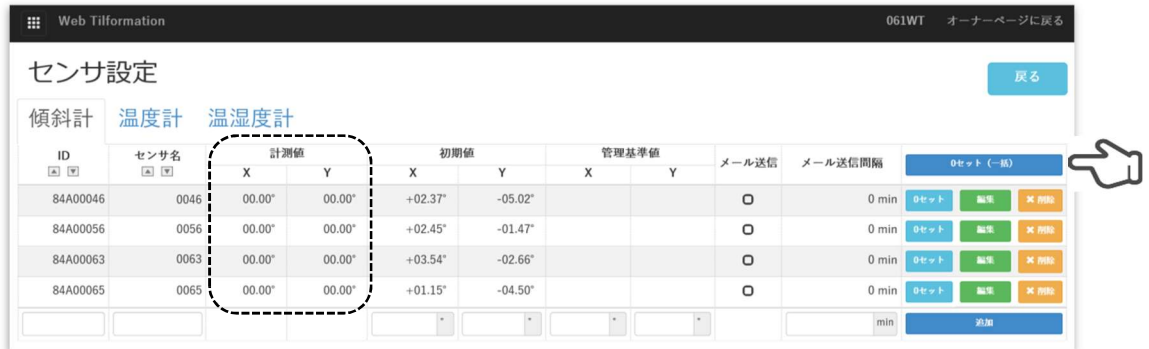 Web Tilformation 061WT オーナーページに戻る
センサ設定
戻る
傾斜計 温度計 温湿度計
ID センサ名 計測値 初期値 管理基準値 メール送信 メール送信間隔 0セット（一括）
X Y X Y X Y
84A00046 0046 00.00° 00.00° +02.37° -05.02° 0 min 0セット 編集 × 削除
84A00056 0056 00.00° 00.00° +02.45° -01.47° 0 min 0セット 編集 × 削除
84A00063 0063 00.00° 00.00° +03.54° -02.66° 0 min 0セット 編集 × 削除
84A00065 0065 00.00° 00.00° +01.15° -04.50° 0 min 0セット 編集 × 削除
° ° ° ° min 追加